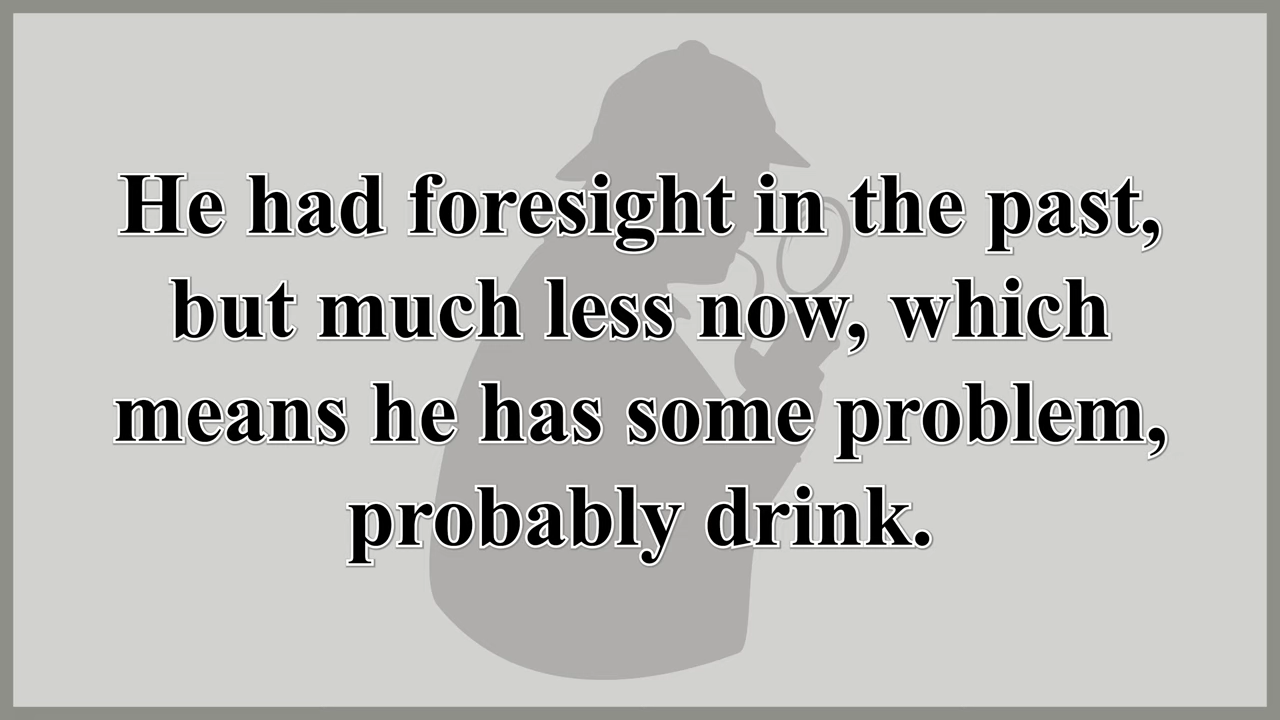 He had foresight in the past,
but much less now, which
means he has some problem,
probably drink.